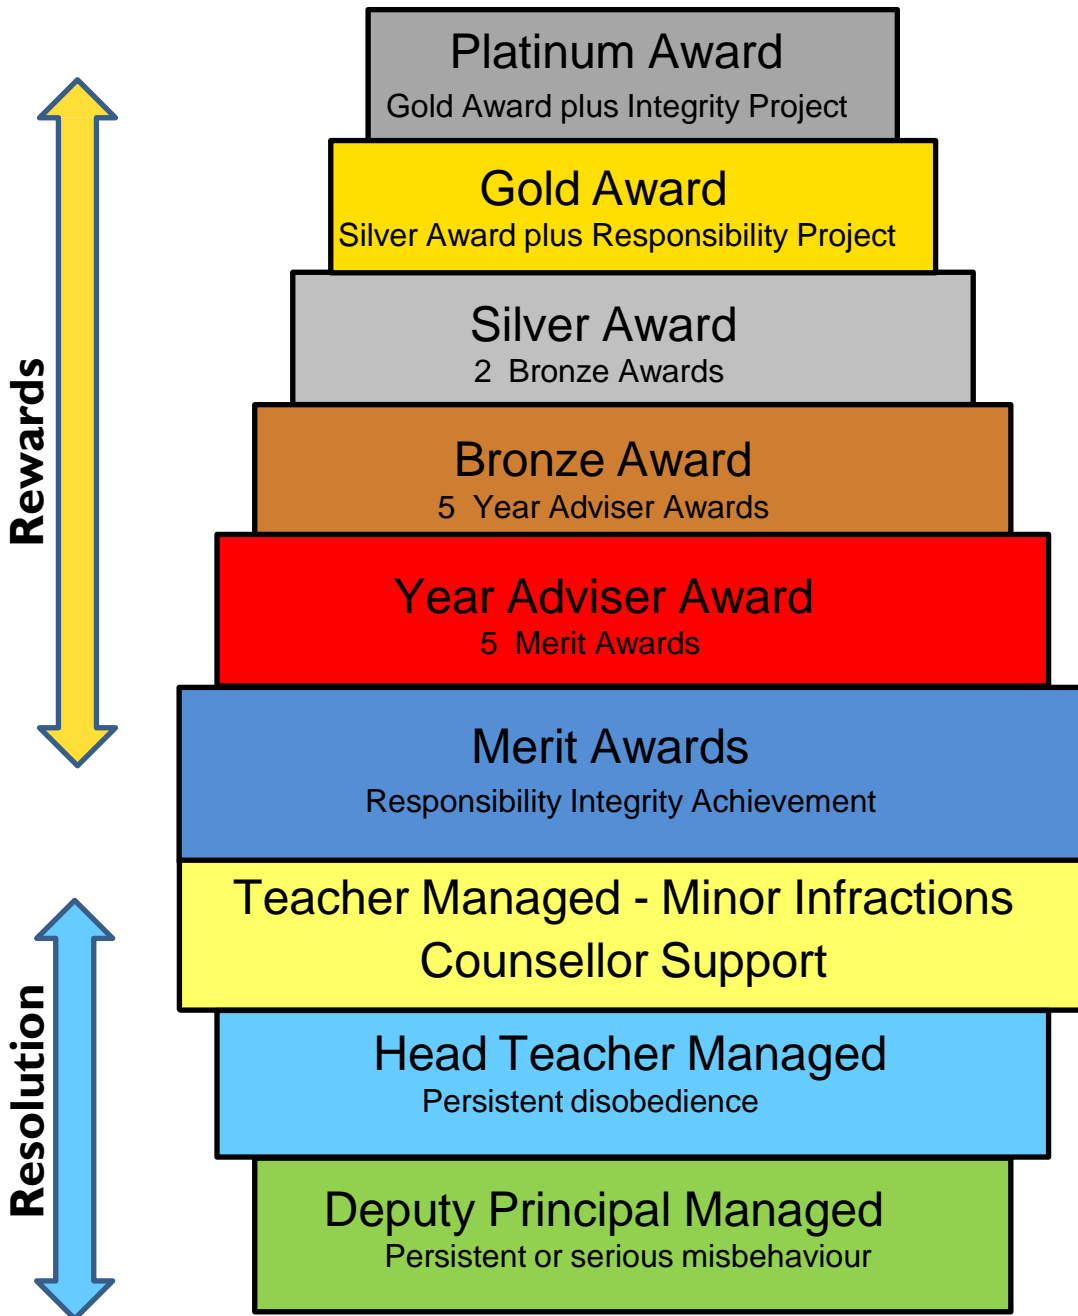 Platinum Award
Gold Award plus Integrity Project
Gold Award
Silver Award plus Responsibility Project
Silver Award
2 Bronze Awards
Bronze Award
5 Year Adviser Awards
Year Adviser Award
5 Merit Awards
Merit Awards
Responsibility Integrity Achievement
Teacher Managed - Minor Infractions
Counsellor Support
Head Teacher Managed
Persistent disobedience
Deputy Principal Managed
Persistent or serious misbehaviour
Rewards
Resolution